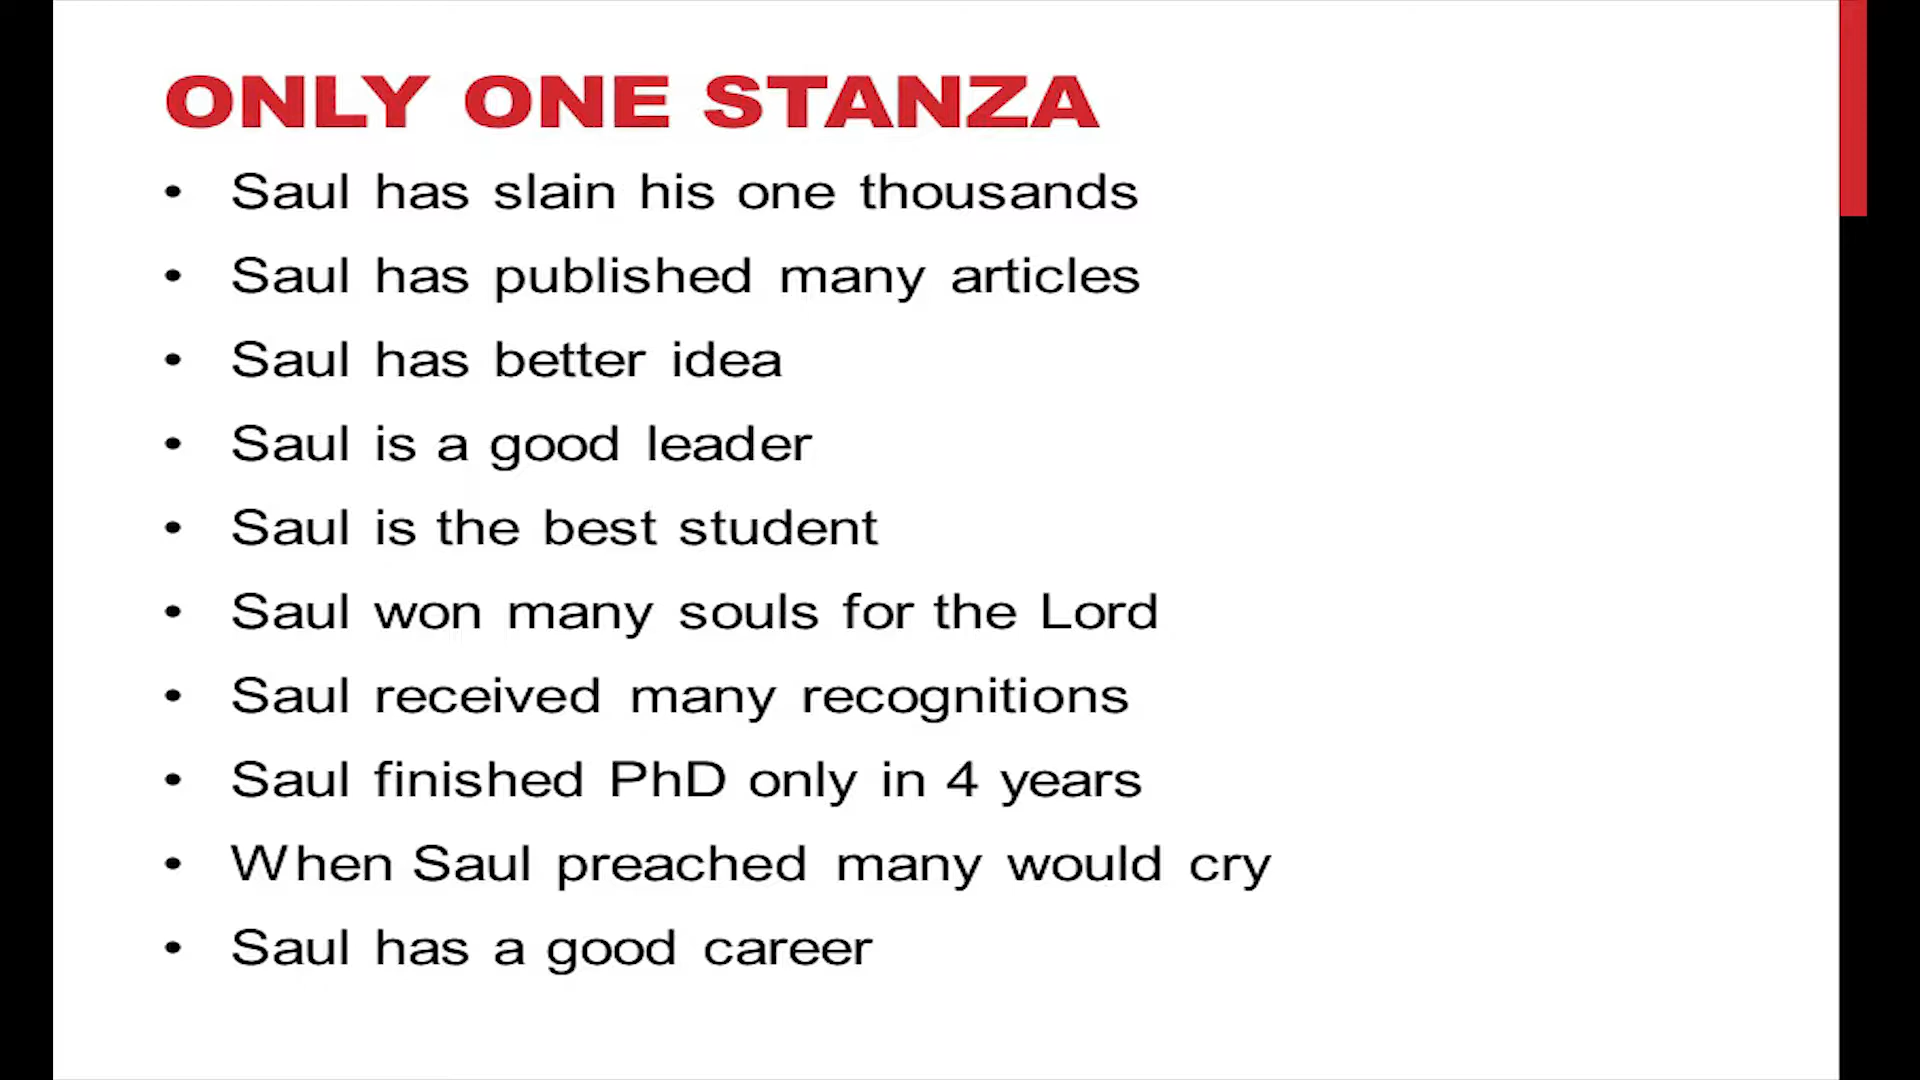 ONLY ONE STANZA
• Saul has slain his one thousands
• Saul has published many articles
• Saul has better idea
• Saul is a good leader
• Saul is the best student
• Saul won many souls for the Lord
• Saul received many recognitions
• Saul finished PhD only in 4 years
• When Saul preached many would cry
• Saul has a good career